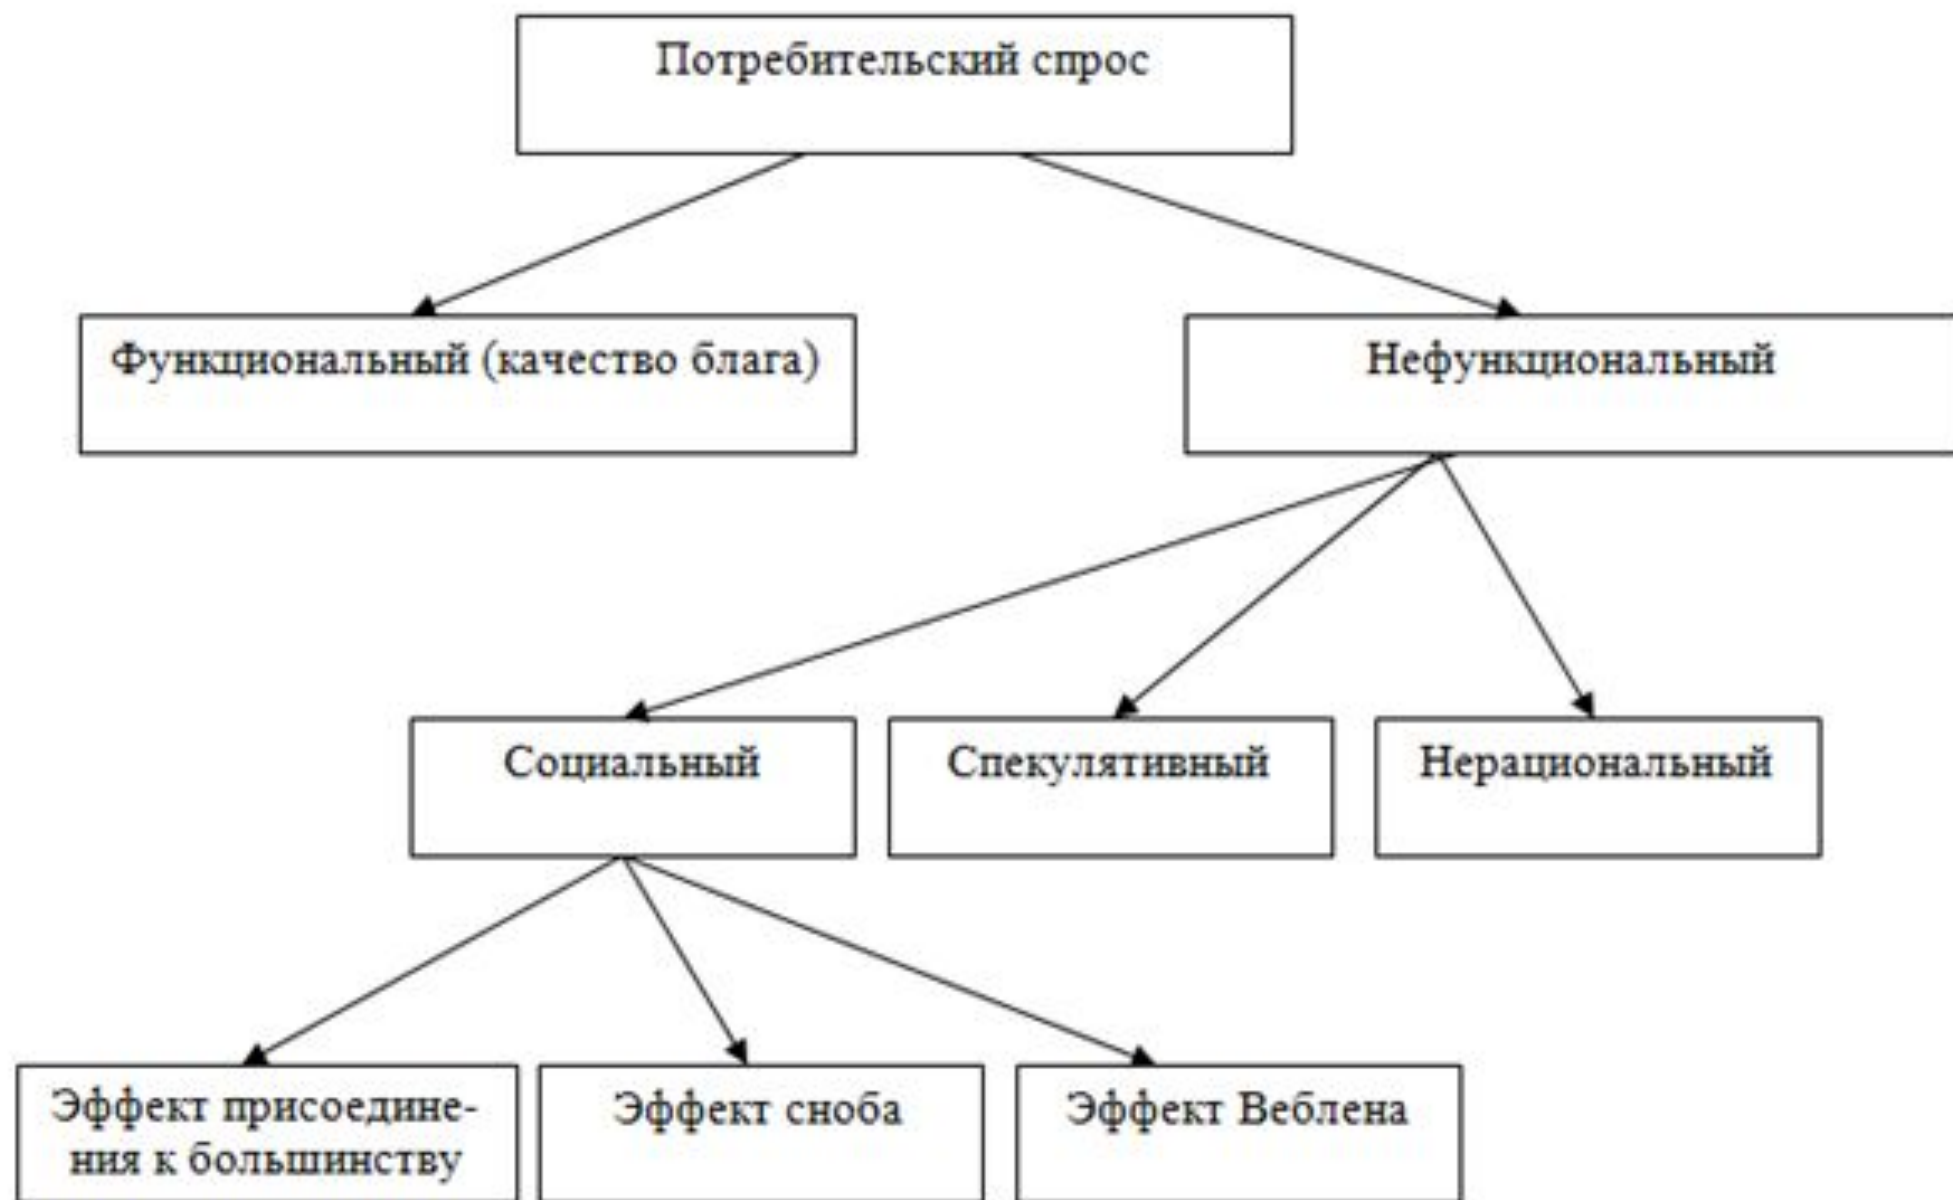 Потребительский спрос
Функциональный (качество блага)
Нефункциональный
Социальный
Спекулятивный
Нерациональный
Эффект присоедине-
ния к большинству
Эффект сноба
Эффект Веблена